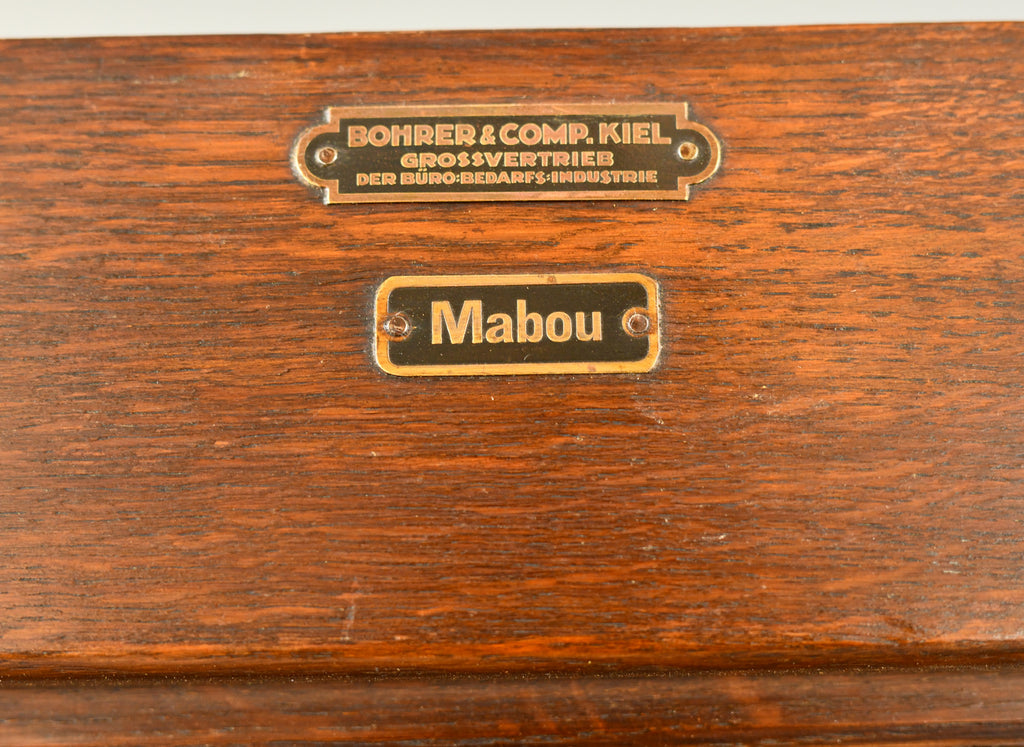 BOHRER & COMP. KIEL
GROSSVERTRIEB
DER BÜRO:BEDARFS:INDUSTRIE
Mabou